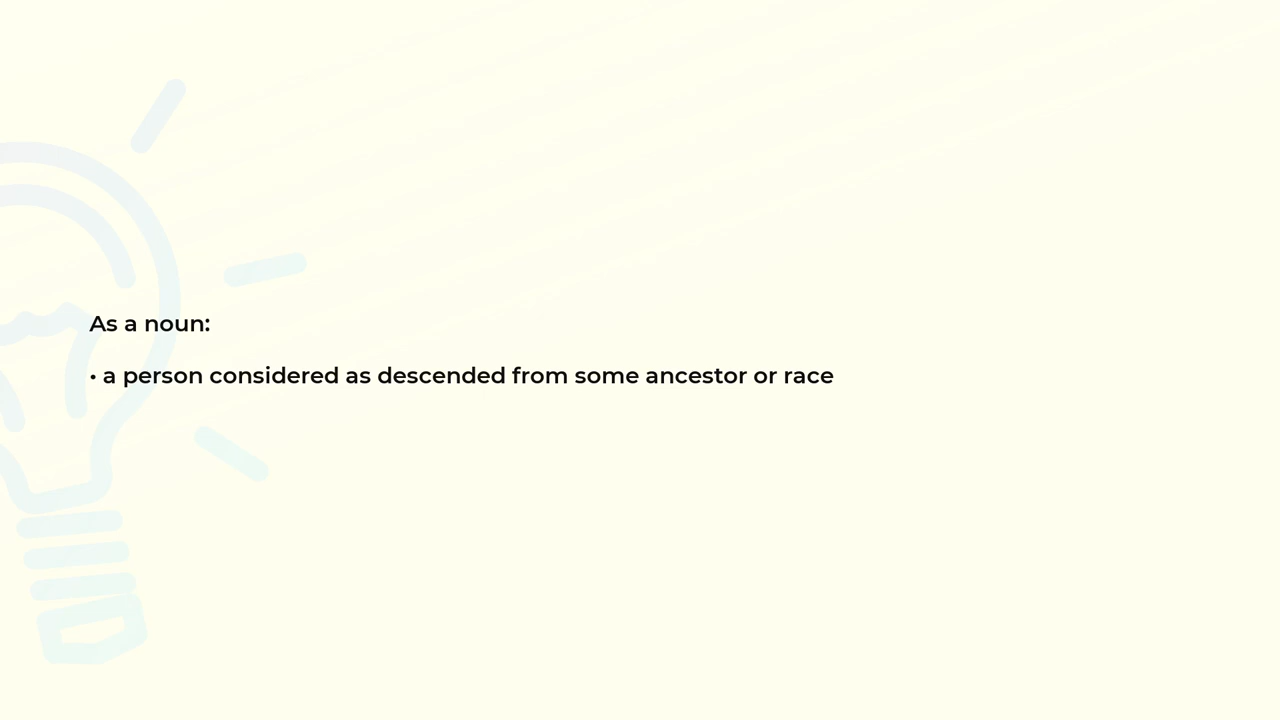 As a noun:
• a person considered as descended from some ancestor or race